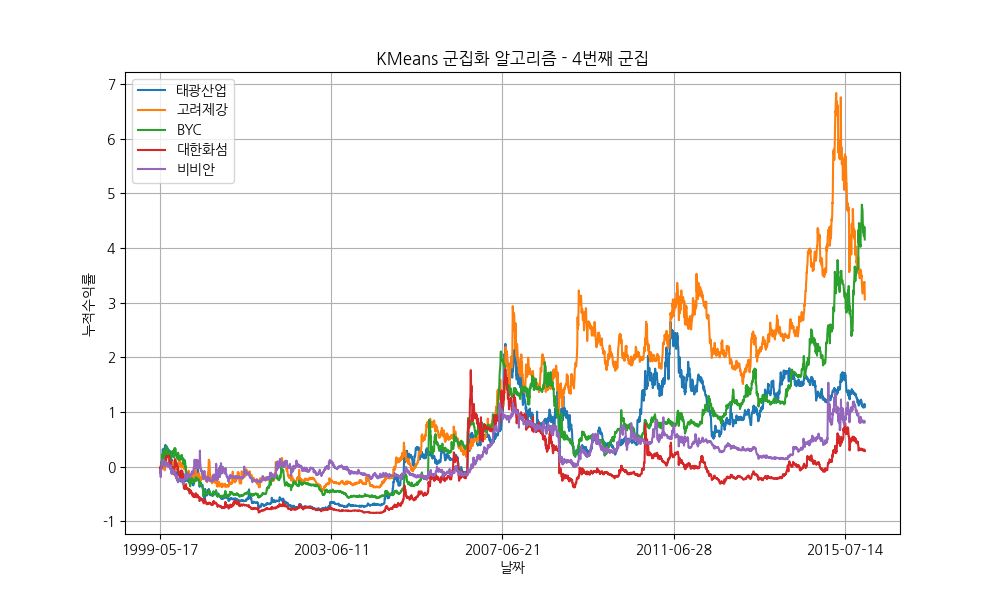 KMeans 군집화 알고리즘 - 4번째 군집
태광산업
고려제강
BYC
대한화섬
비비안
누적수익률
7
6
5
4
3
2
1
0
-1
1999-05-17
2003-06-11
2007-06-21
2011-06-28
2015-07-14
날짜